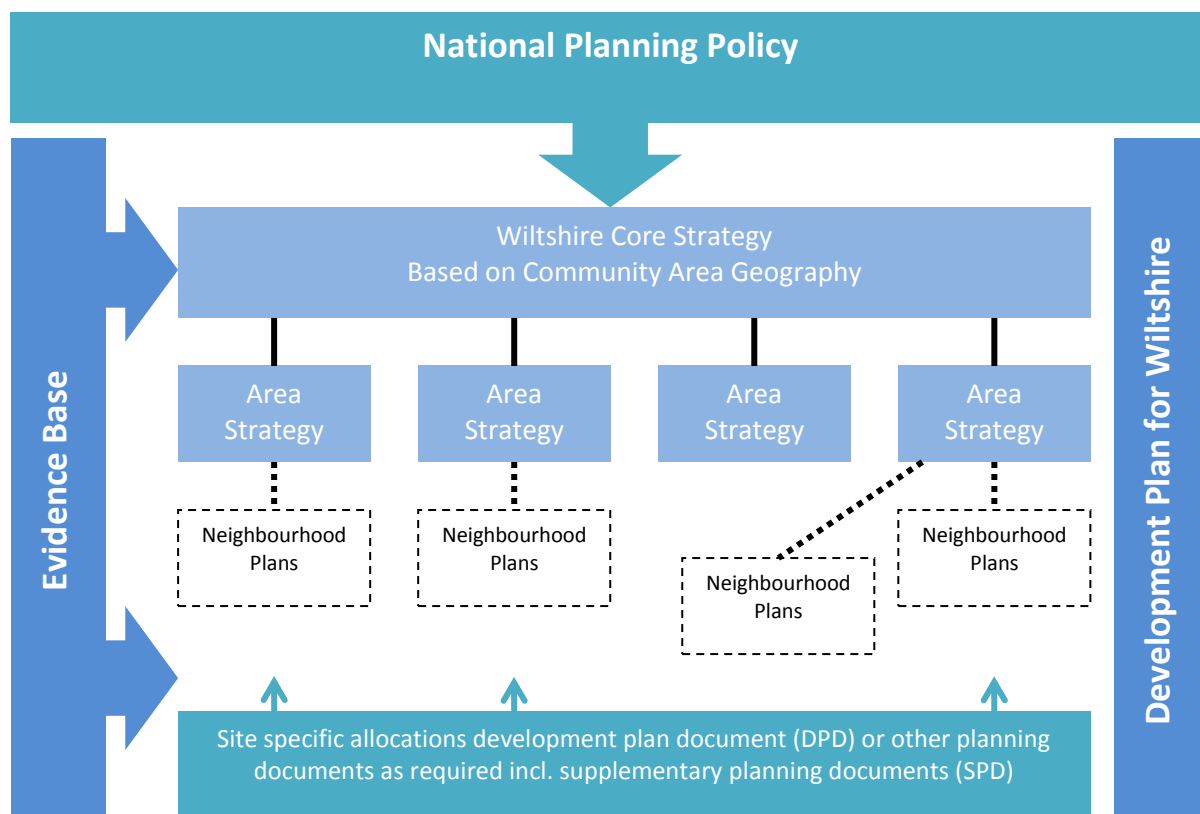 National Planning Policy
Evidence Base
Wiltshire Core Strategy
Based on Community Area Geography
Development Plan for Wiltshire
Area
Strategy
Area
Strategy
Area
Strategy
Area
Strategy
Neighbourhood
Plans
Neighbourhood
Plans
Neighbourhood
Plans
Neighbourhood
Plans
Site specific allocations development plan document (DPD) or other planning
documents as required incl. supplementary planning documents (SPD)